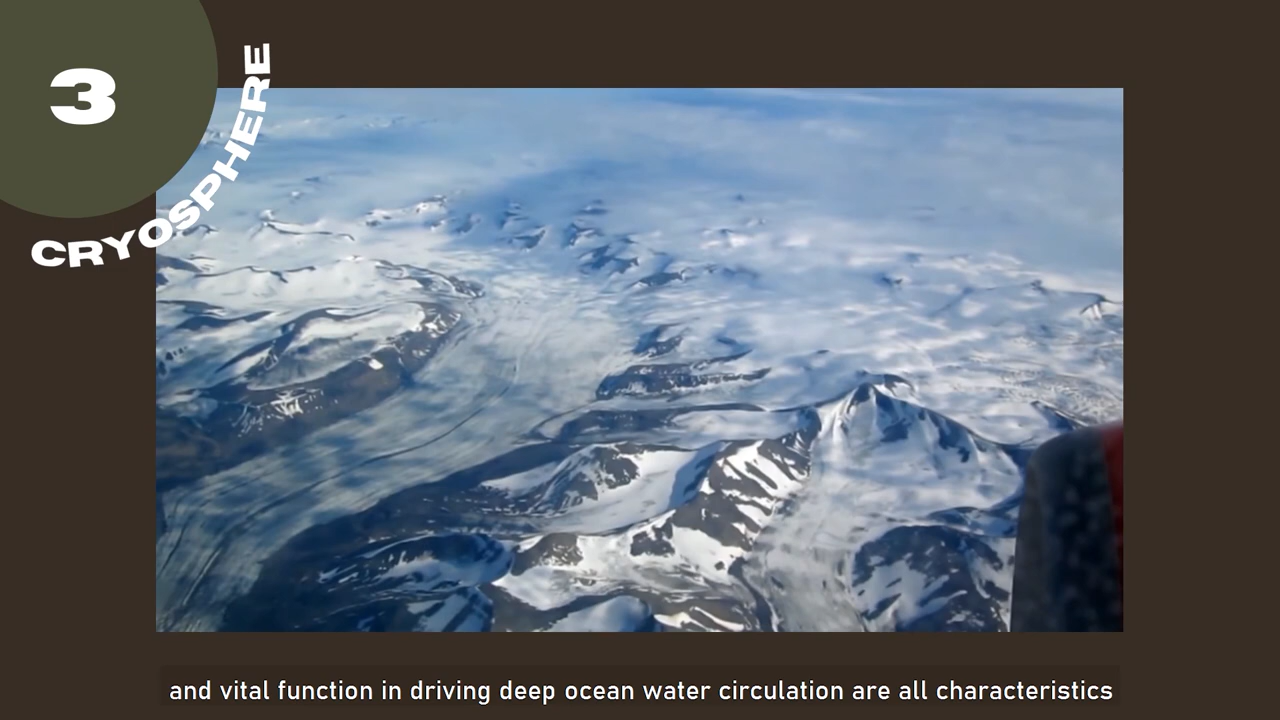 3
CRYOSPHERE
and vital function in driving deep ocean water circulation are all characteristics